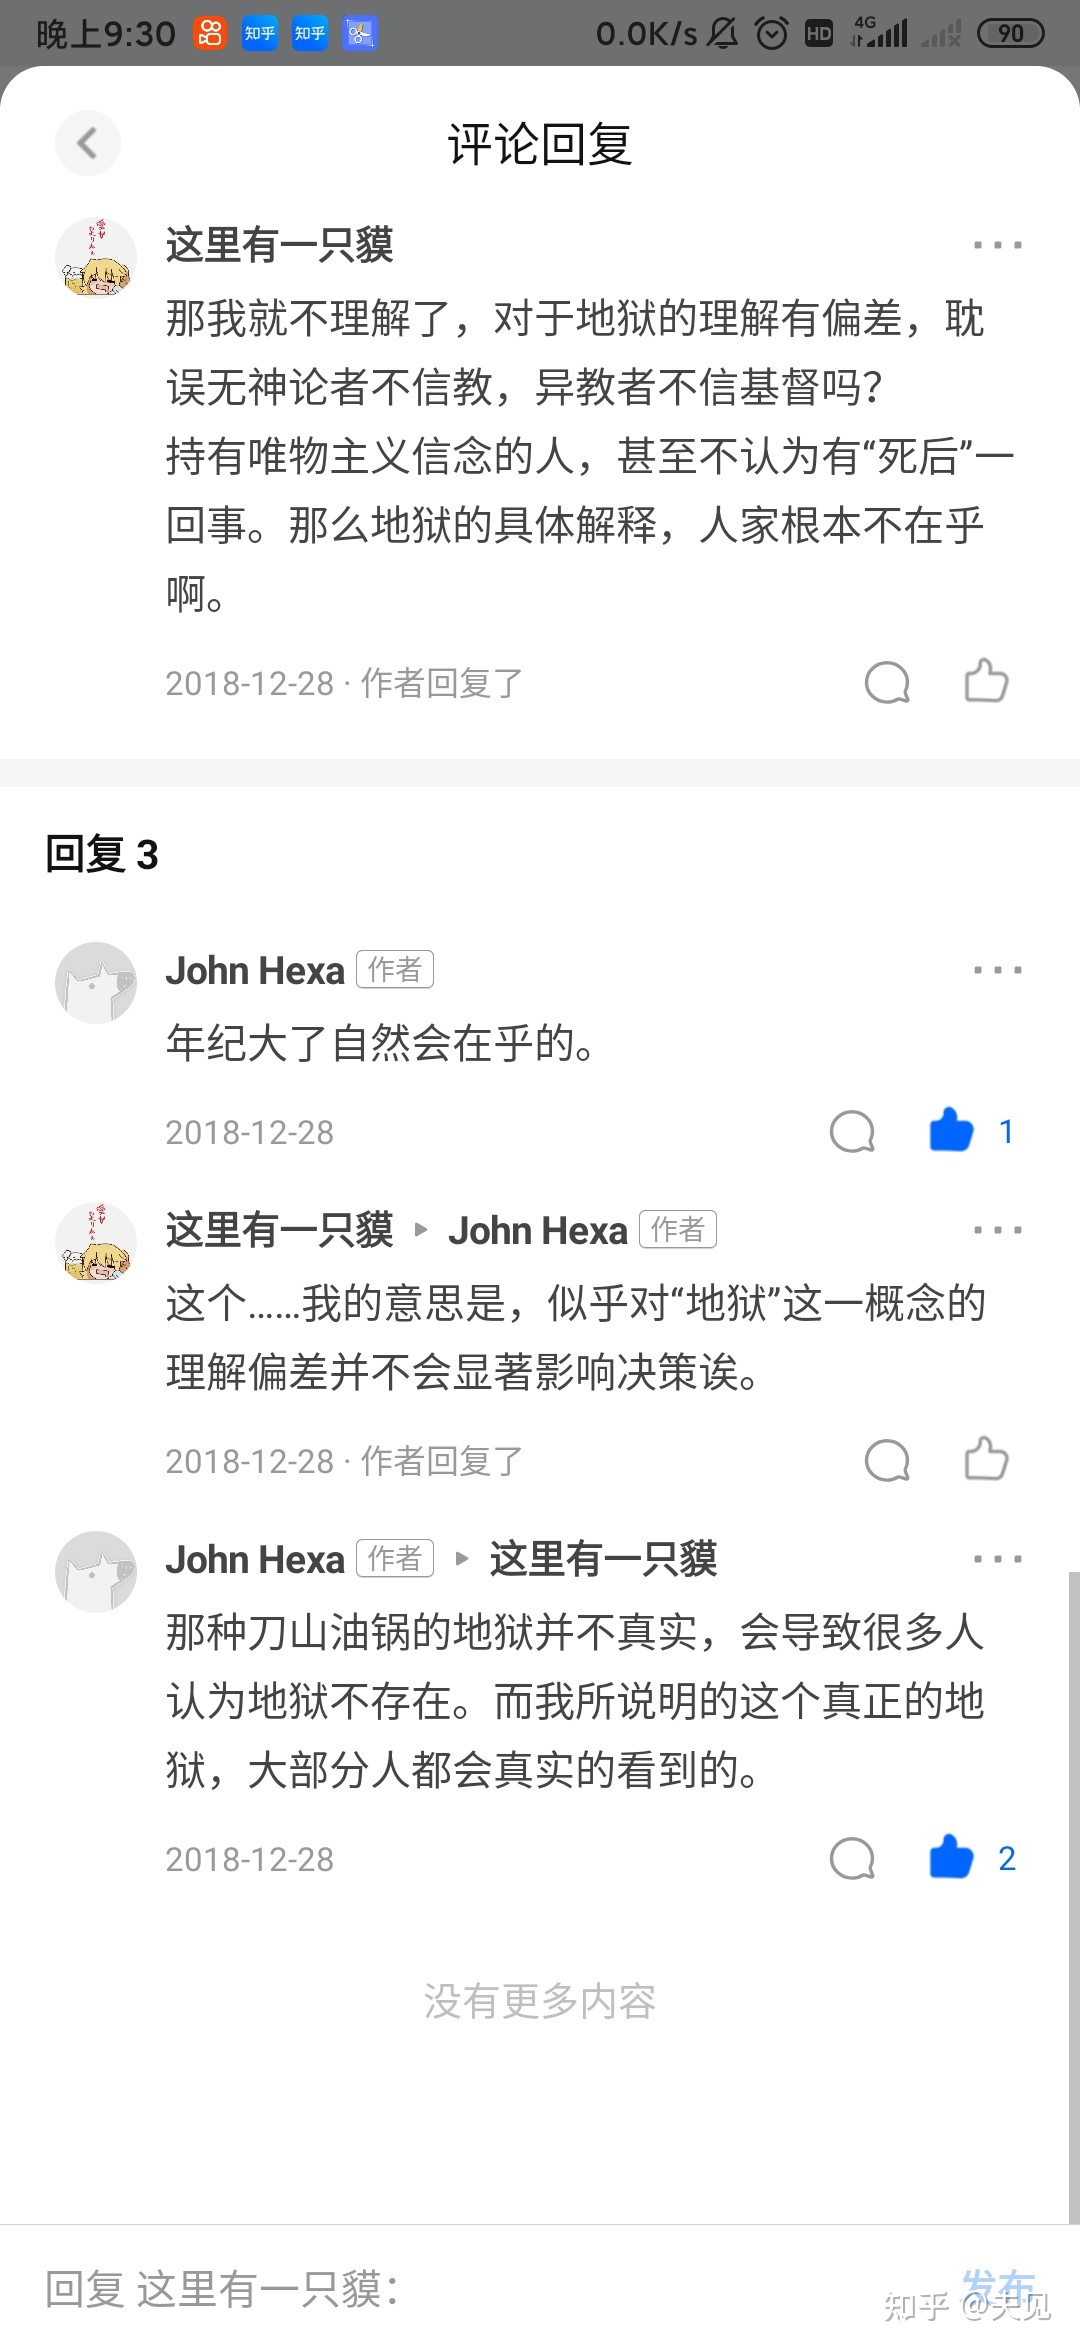 晚上9:30 知乎 知乎 0.0K/s HD 4G 90
评论回复
这里有一只貘
那我就不理解了，对于地狱的理解有偏差，耽
误无神论者不信教，异教者不信基督吗？
持有唯物主义信念的人，甚至不认为有“死后”一
回事。那么地狱的具体解释，人家根本不在乎
啊。
2018-12-28 · 作者回复了
回复 3
John Hexa 作者
年纪大了自然会在乎的。
2018-12-28 1
这里有一只貘 ▸ John Hexa 作者
这个……我的意思是，似乎对“地狱”这一概念的
理解偏差并不会显著影响决策诶。
2018-12-28 · 作者回复了
John Hexa 作者 ▸ 这里有一只貘
那种刀山油锅的地狱并不真实，会导致很多人
认为地狱不存在。而我所说明的这个真正的地
狱，大部分人都会真实的看到的。
2018-12-28 2
没有更多内容
回复 这里有一只貘： 发布
知乎 @天见